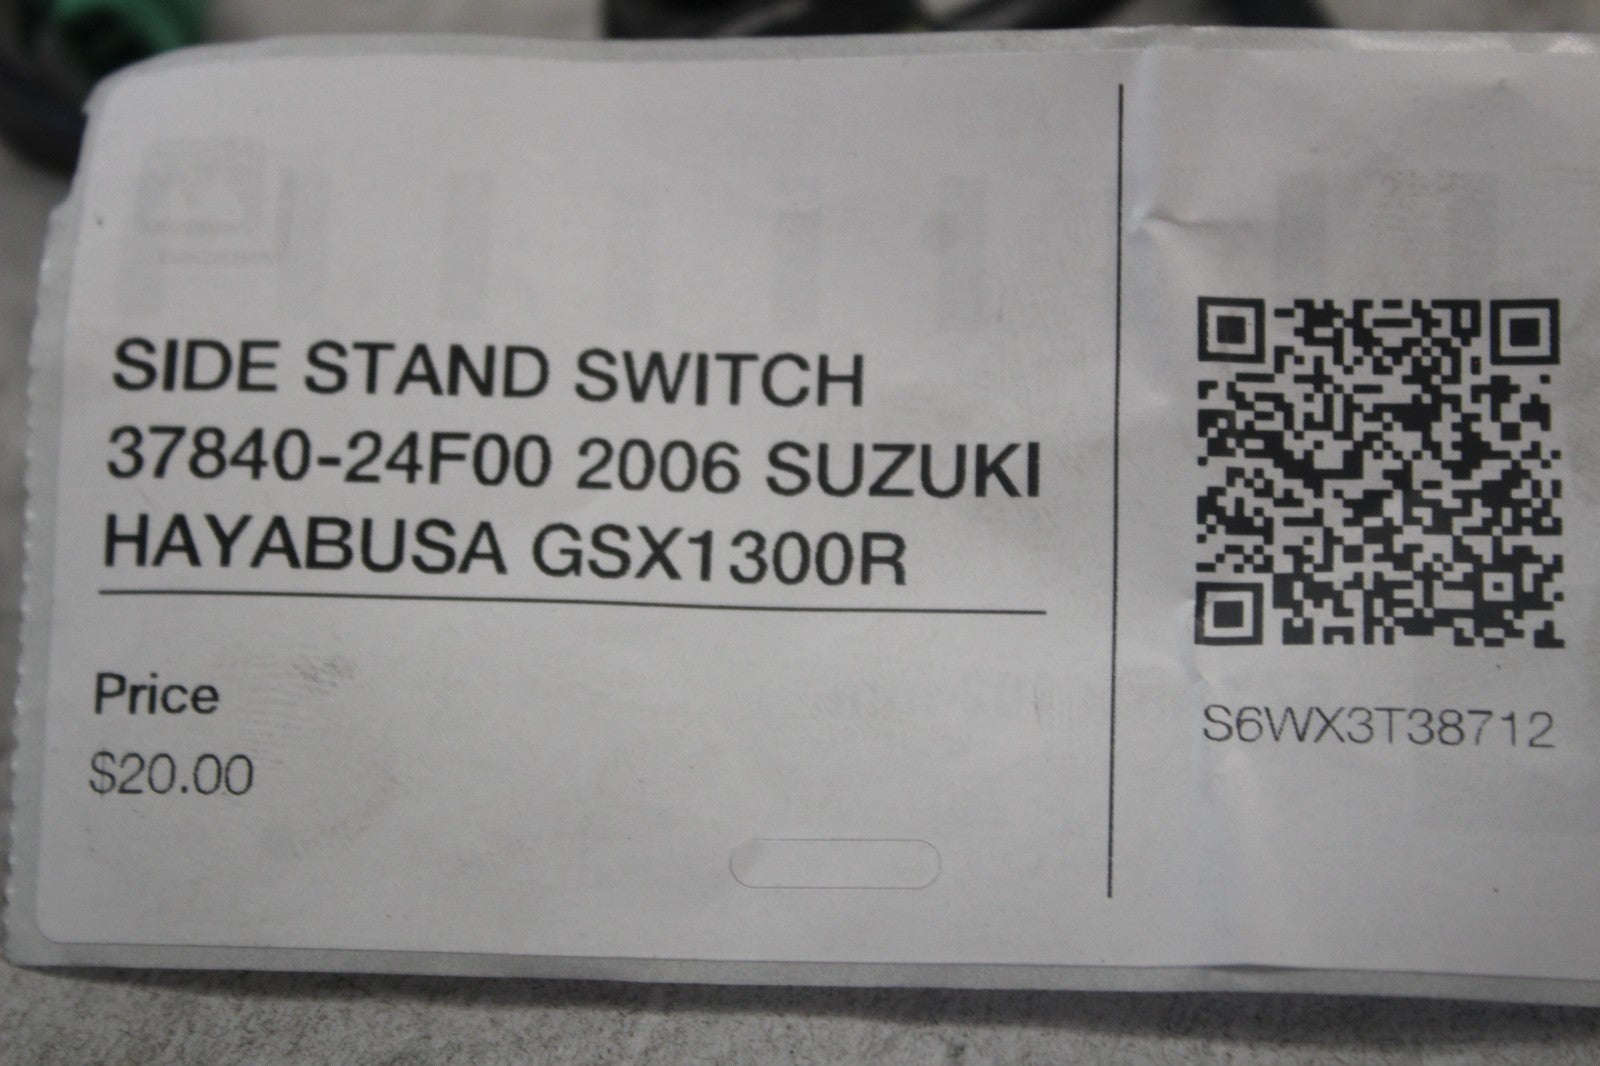 SIDE STAND SWITCH
37840-24F00 2006 SUZUKI
HAYABUSA GSX1300R
Price
$20.00
S6WX3T38712